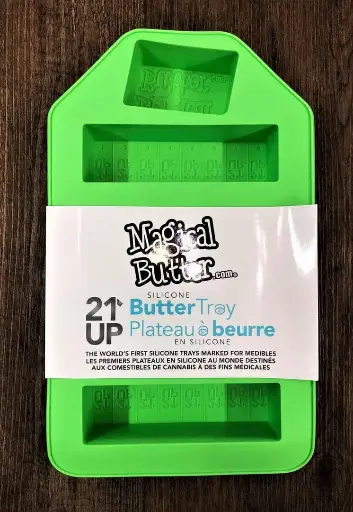 Butter
Magical
Butter.com®
SILICONE
21 UP
ButterTray
Plateau à beurre
EN SILICONE
THE WORLD'S FIRST SILICONE TRAYS MARKED FOR MEDIBLES
LES PREMIERS PLATEAUX EN SILICONE AU MONDE DESTINÉS
AUX COMESTIBLES DE CANNABIS À DES FINS MÉDICALES